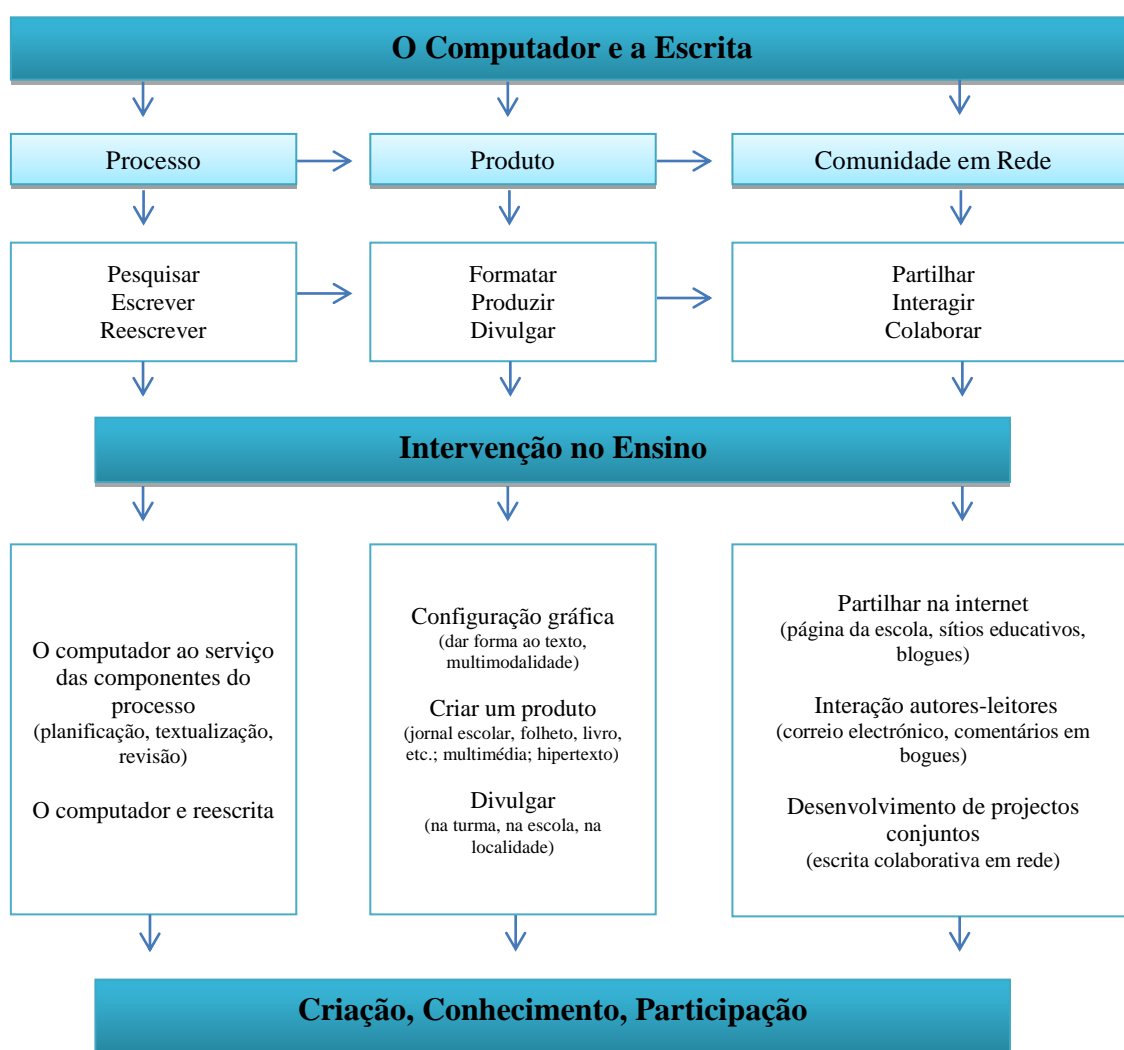 O Computador e a Escrita
Processo
Produto
Comunidade em Rede
Pesquisar
Escrever
Reescrever
Formatar
Produzir
Divulgar
Partilhar
Interagir
Colaborar
Intervenção no Ensino
O computador ao serviço
das componentes do
processo
(planificação, textualização,
revisão)
O computador e reescrita
Configuração gráfica
(dar forma ao texto,
multimodalidade)
Criar um produto
(jornal escolar, folheto, livro,
etc.; multimédia; hipertexto)
Divulgar
(na turma, na escola, na
localidade)
Partilhar na internet
(página da escola, sítios educativos,
blogues)
Interação autores-leitores
(correio electrónico, comentários em
bogues)
Desenvolvimento de projectos
conjuntos
(escrita colaborativa em rede)
Criação, Conhecimento, Participação